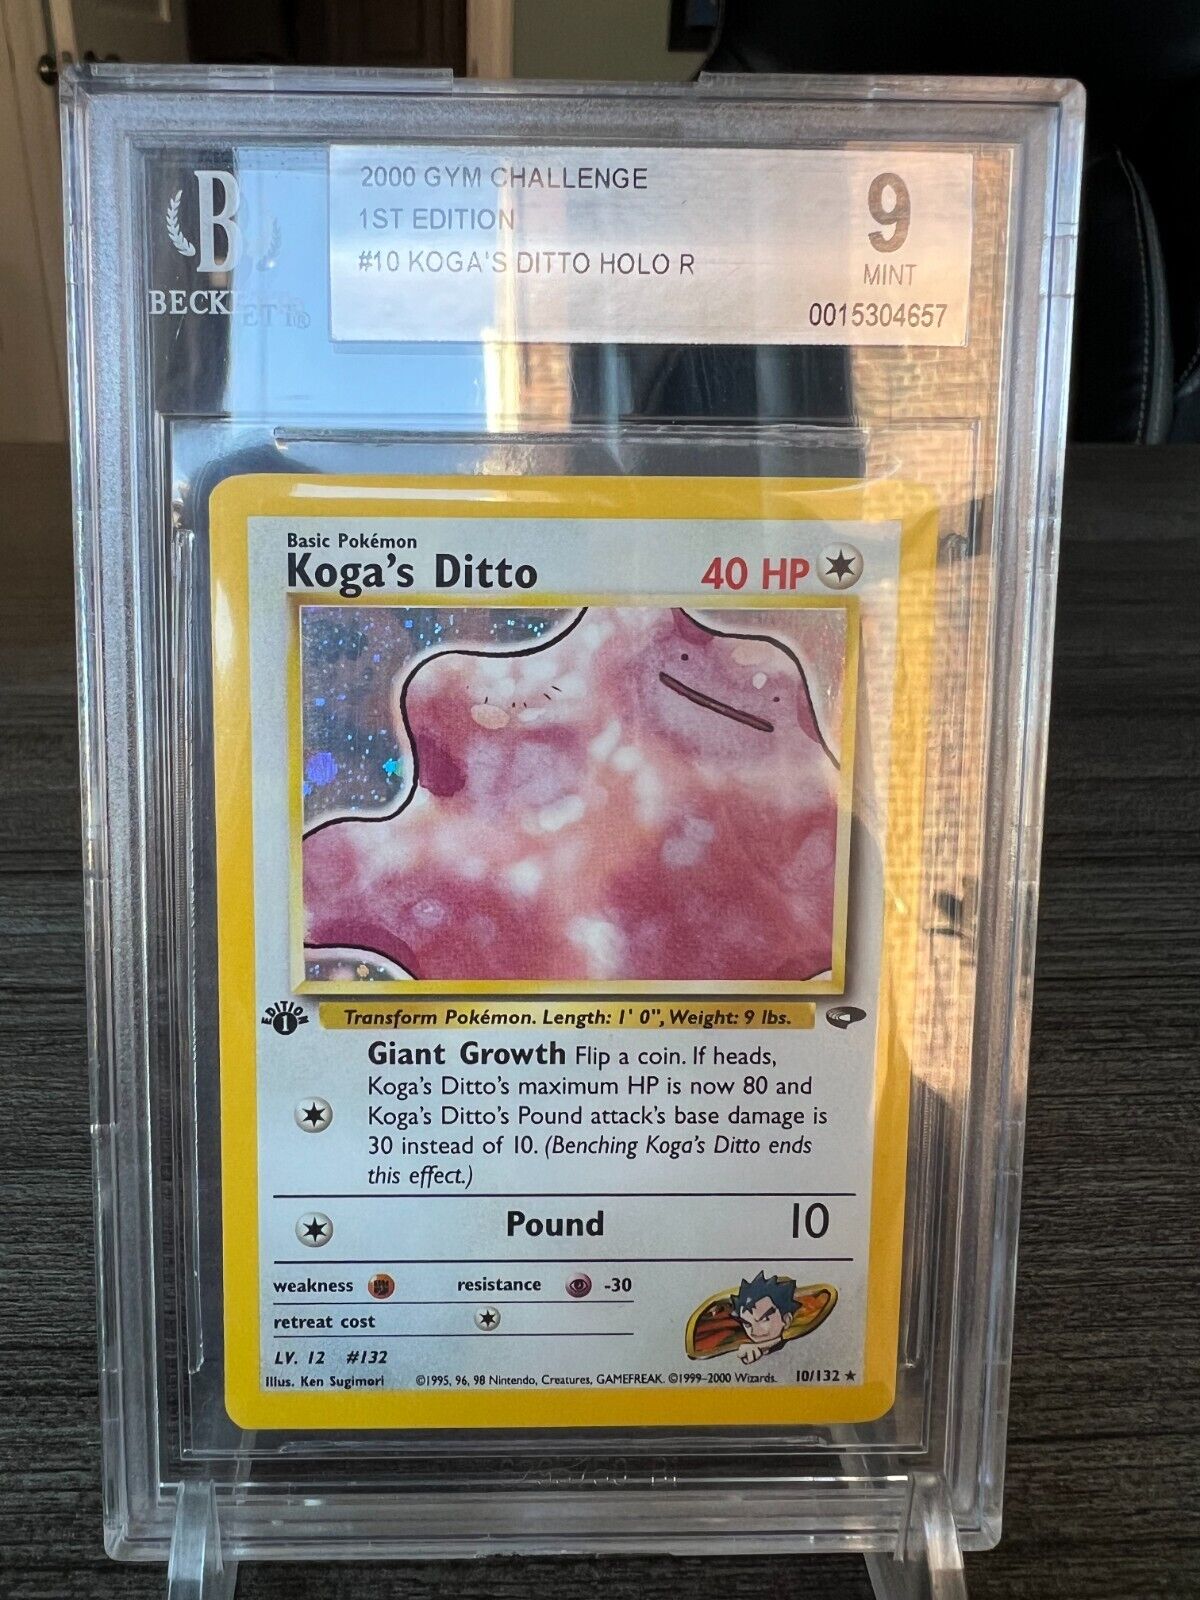 2000 GYM CHALLENGE
1ST EDITION
#10 KOGA'S DITTO HOLO R
9
MINT
0015304657
B
BECKETT®
Basic Pokémon
Koga's Ditto
40 HP
EDITION
1
Transform Pokémon. Length: 1' 0", Weight: 9 lbs.
Giant Growth Flip a coin. If heads,
Koga's Ditto's maximum HP is now 80 and
Koga's Ditto's Pound attack's base damage is
30 instead of 10. (Benching Koga's Ditto ends
this effect.)
Pound 10
weakness resistance -30
retreat cost
LV. 12 #132
Illus. Ken Sugimori ©1995, 96, 98 Nintendo, Creatures, GAMEFREAK. ©1999-2000 Wizards. 10/132 ★